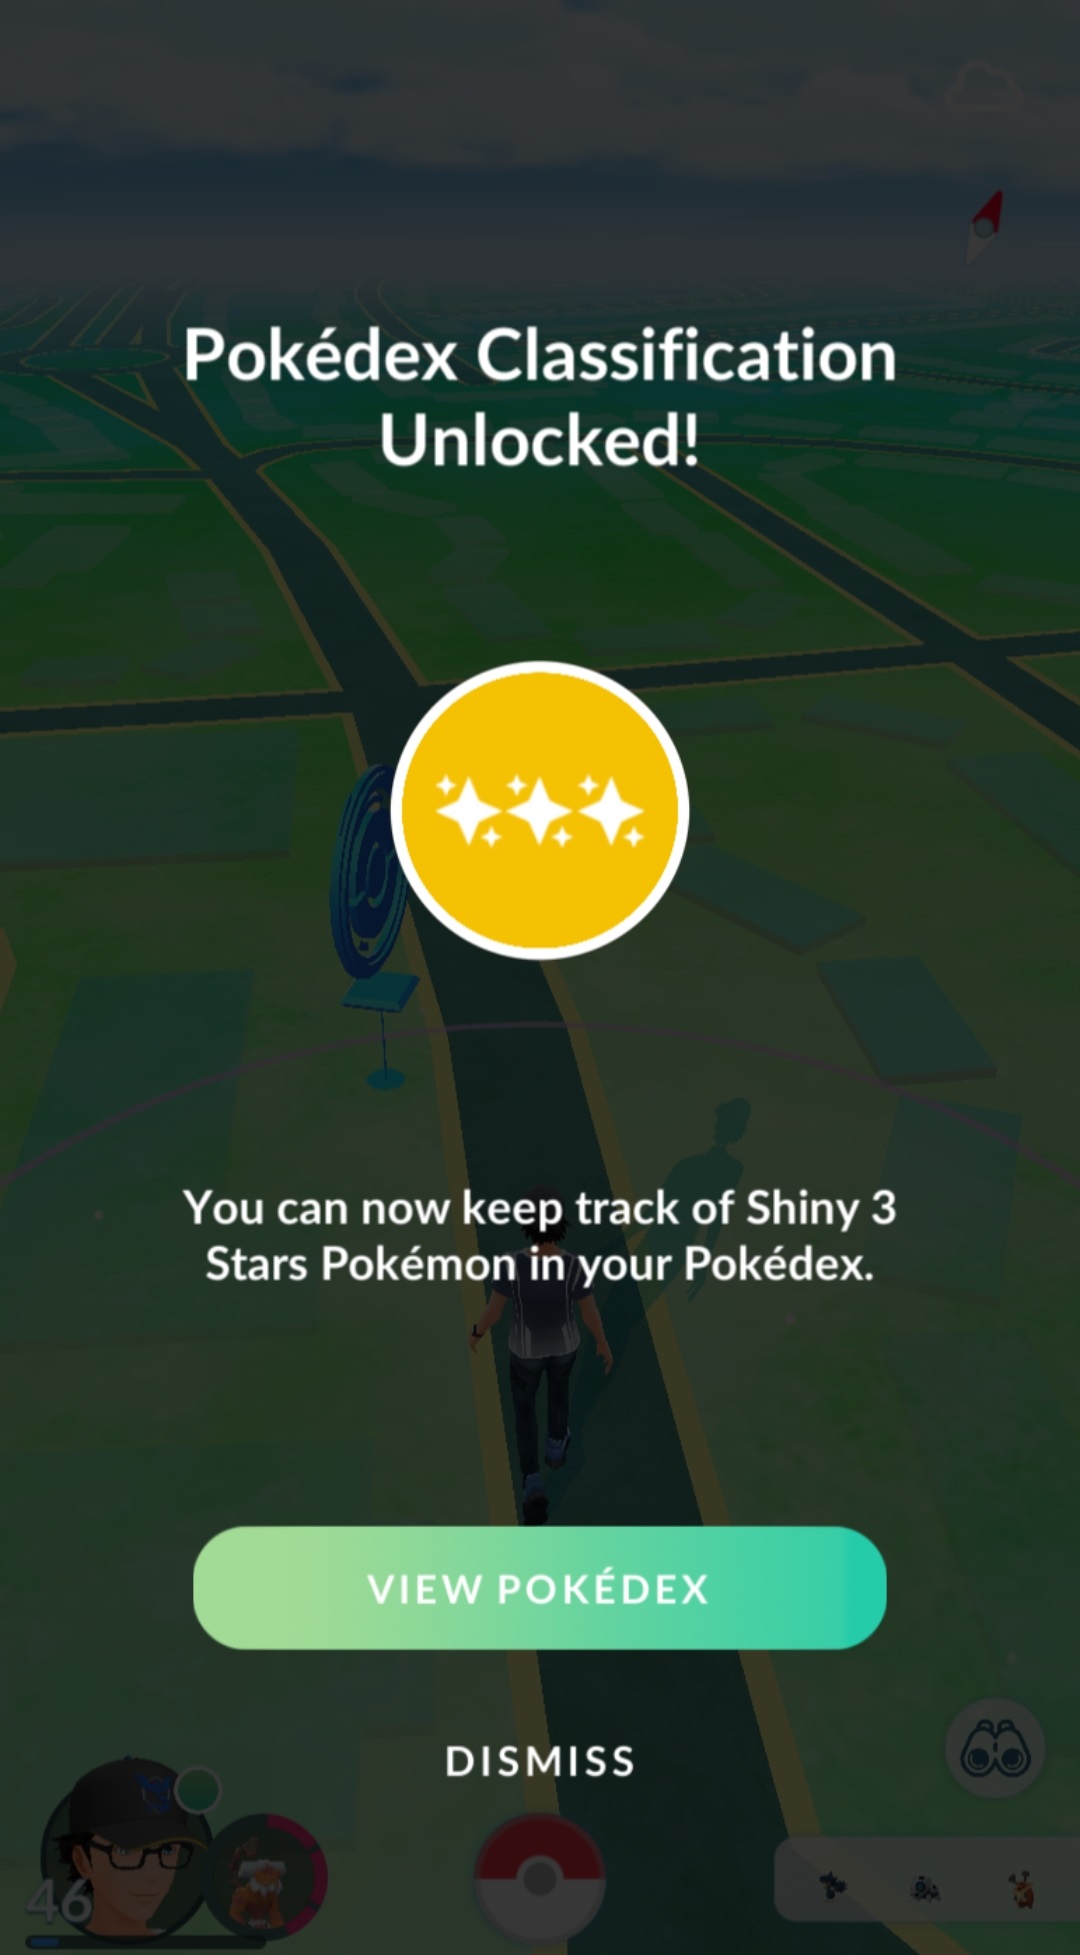 Pokédex Classification
Unlocked!
You can now keep track of Shiny 3
Stars Pokémon in your Pokédex.
VIEW POKÉDEX
DISMISS
46